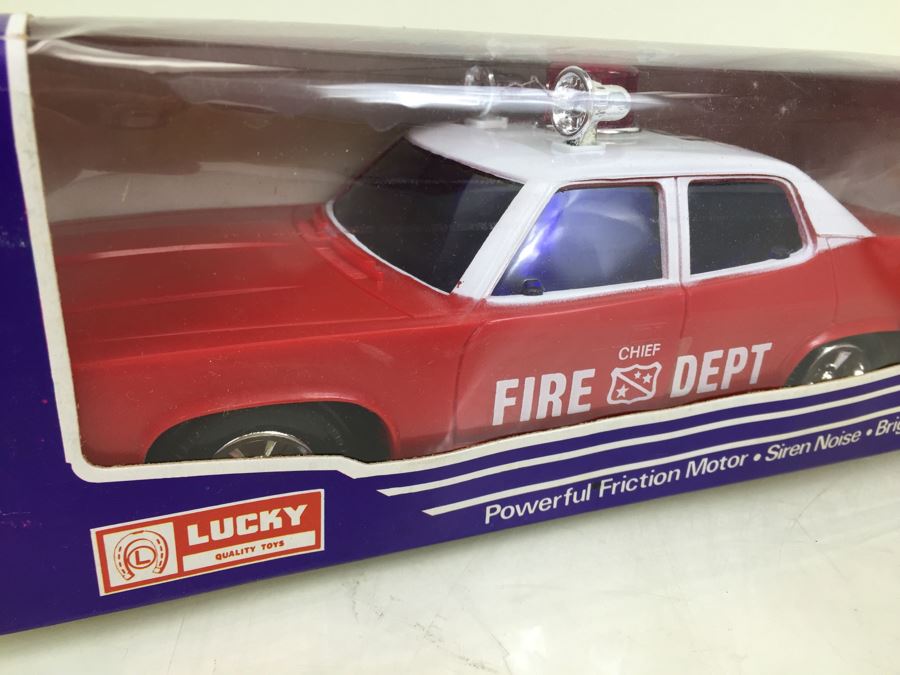 CHIEF
FIRE DEPT
Powerful Friction Motor • Siren Noise •
L LUCKY
QUALITY TOYS